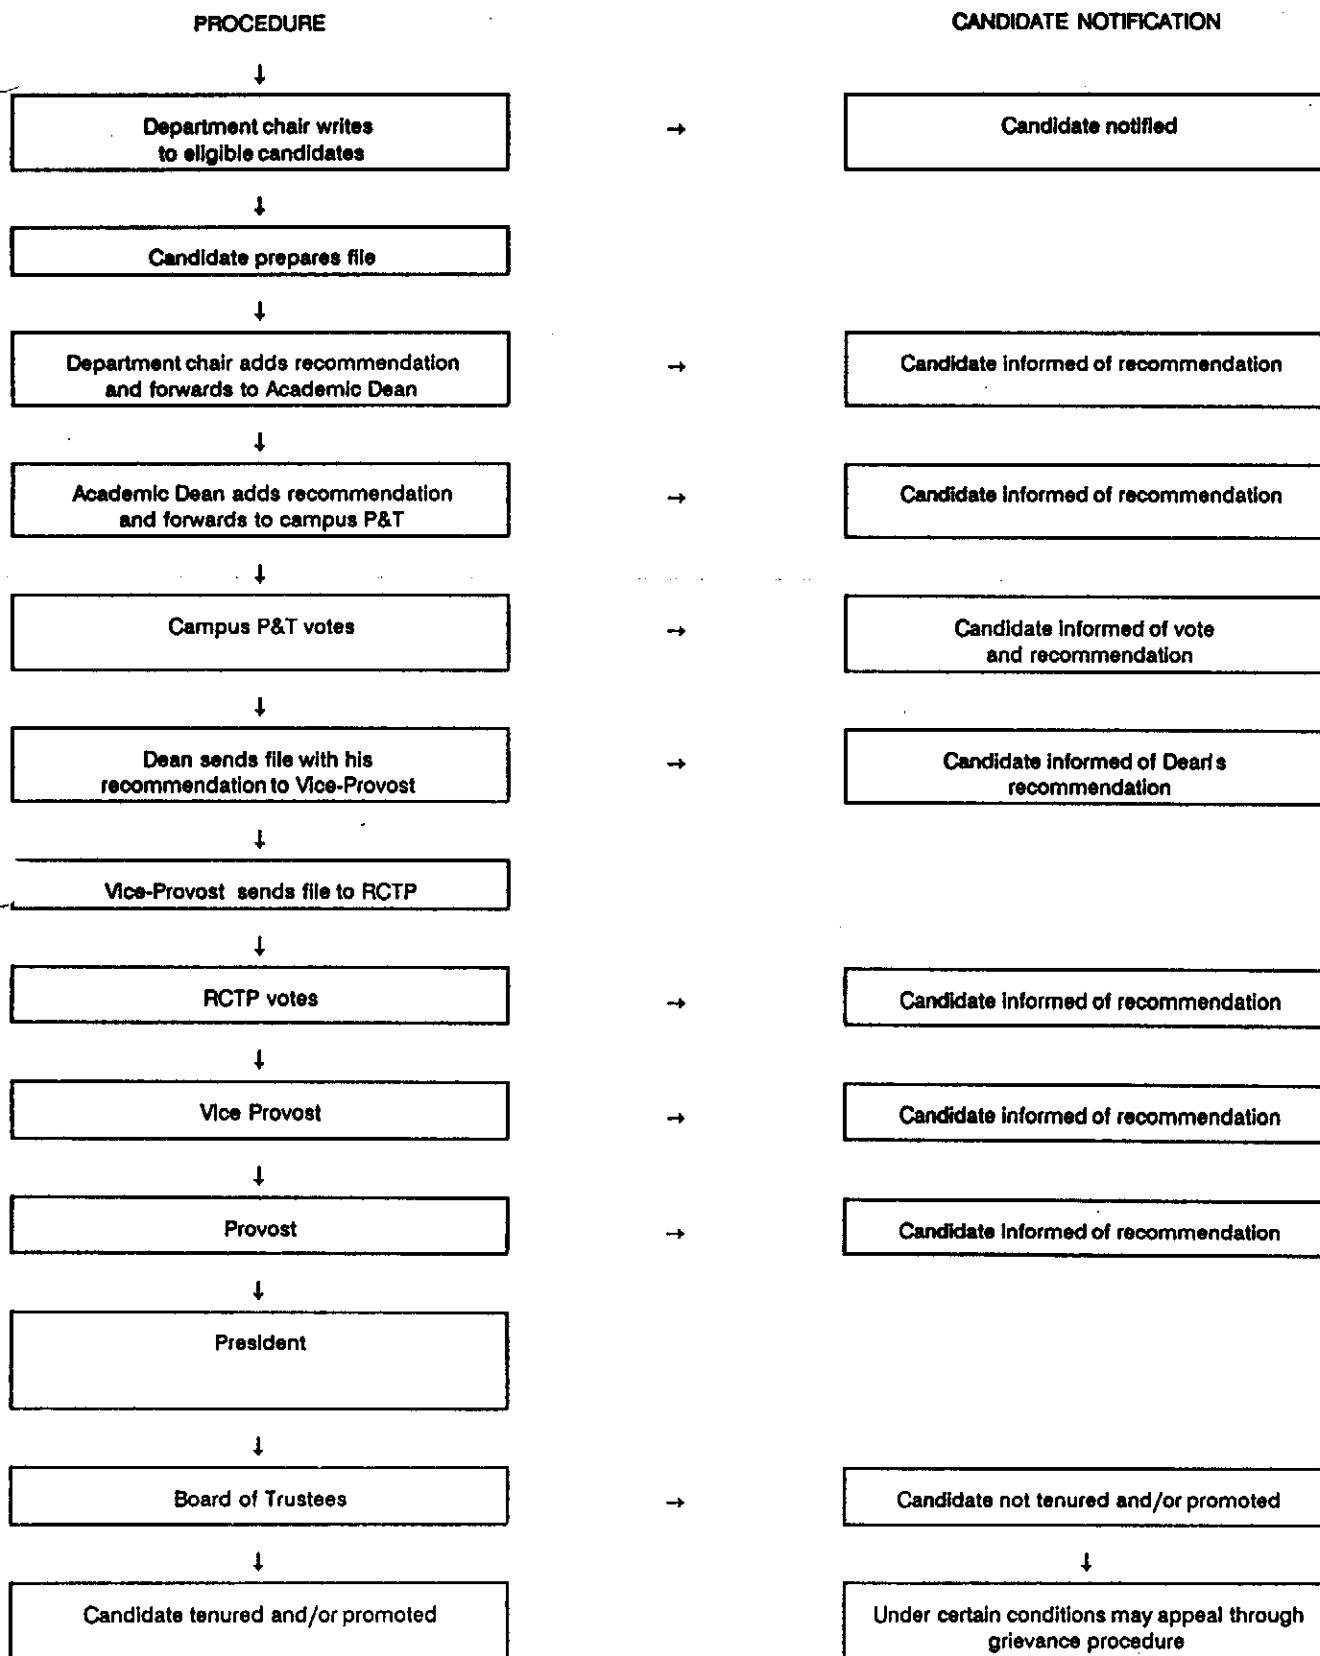 PROCEDURE
CANDIDATE NOTIFICATION
↓
Department chair writes
to eligible candidates
→
Candidate notified
↓
Candidate prepares file
↓
Department chair adds recommendation
and forwards to Academic Dean
→
Candidate informed of recommendation
↓
Academic Dean adds recommendation
and forwards to campus P&T
→
Candidate informed of recommendation
↓
Campus P&T votes
→
Candidate informed of vote
and recommendation
↓
Dean sends file with his
recommendation to Vice-Provost
→
Candidate informed of Dean's
recommendation
↓
Vice-Provost sends file to RCTP
↓
RCTP votes
→
Candidate informed of recommendation
↓
Vice Provost
→
Candidate informed of recommendation
↓
Provost
→
Candidate informed of recommendation
↓
President
↓
Board of Trustees
→
Candidate not tenured and/or promoted
↓
↓
Candidate tenured and/or promoted
Under certain conditions may appeal through
grievance procedure